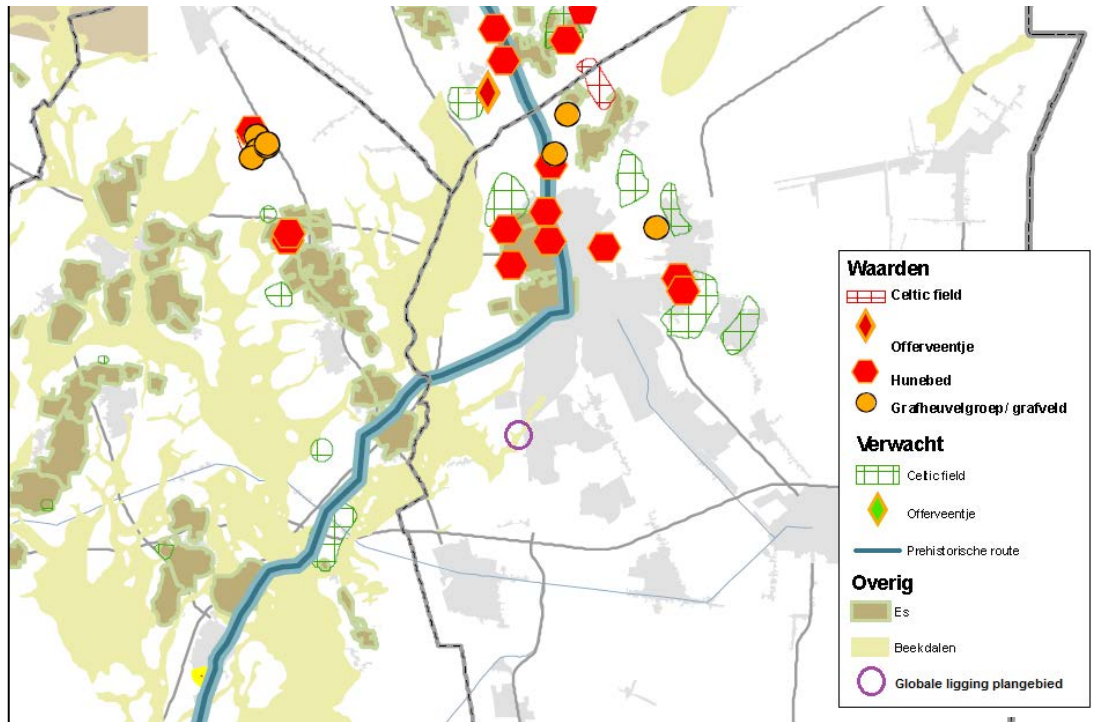 Waarden
Celtic field
Offerveentje
Hunebed
Grafheuvelgroep/ grafveld
Verwacht
Celtic field
Offerveentje
Prehistorische route
Overig
Es
Beekdalen
Globale ligging plangebied